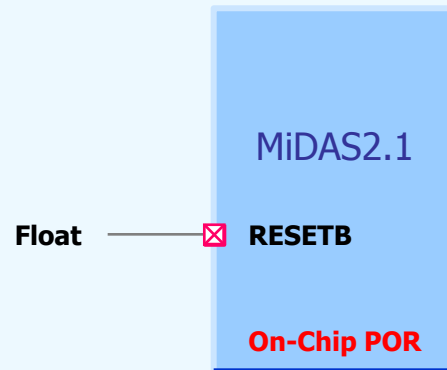 MiDAS2.1
Float
RESETB
On-Chip POR